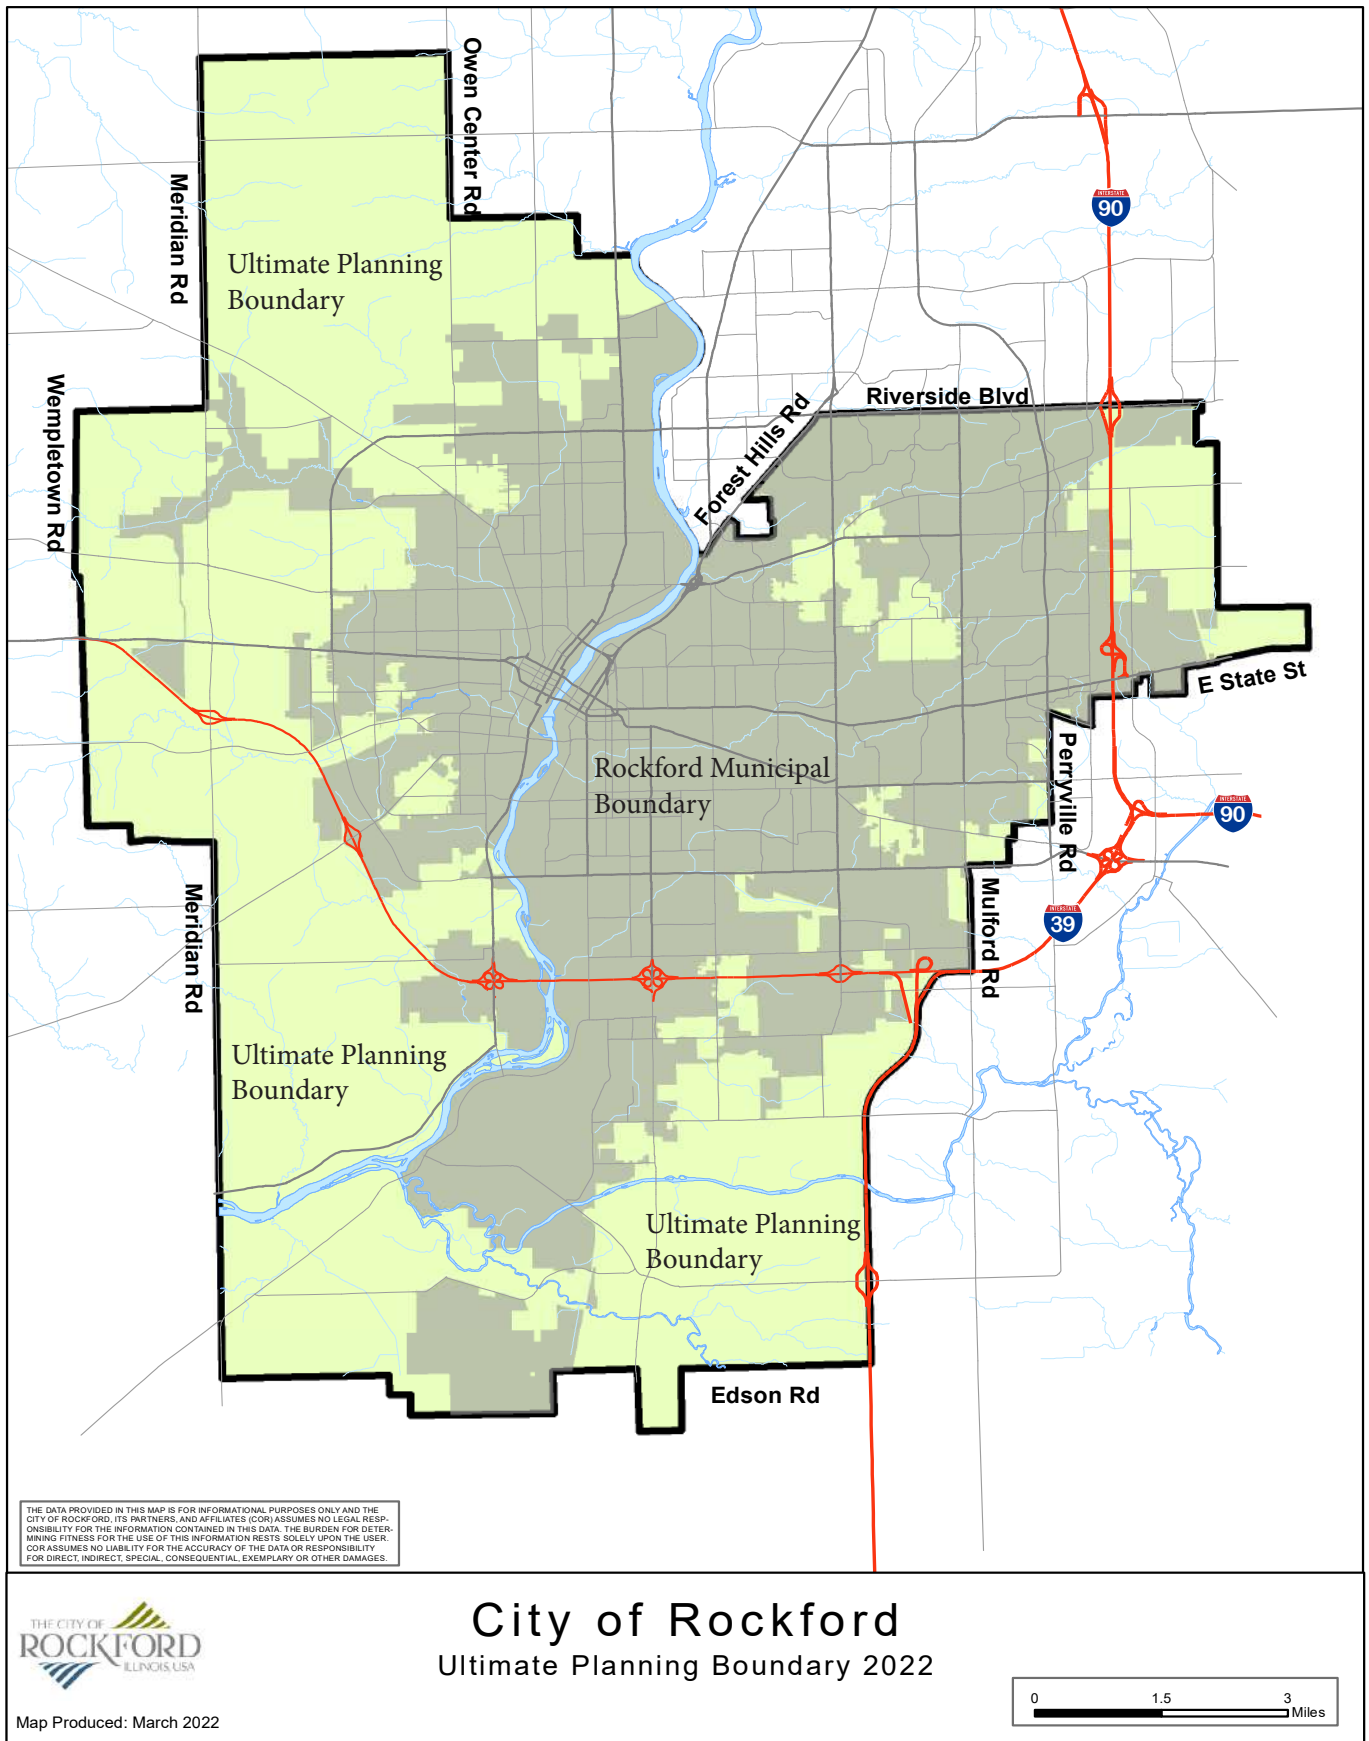 Owen Center Rd
Meridian Rd
INTERSTATE
90
Ultimate Planning
Boundary
Wempletown Rd
Riverside Blvd
Forest Hills Rd
E State St
Perryville Rd
Rockford Municipal
Boundary
INTERSTATE
90
Meridian Rd
Mulford Rd
INTERSTATE
39
Ultimate Planning
Boundary
Ultimate Planning
Boundary
Edson Rd
THE DATA PROVIDED IN THIS MAP IS FOR INFORMATIONAL PURPOSES ONLY AND THE
CITY OF ROCKFORD, ITS PARTNERS, AND AFFILIATES (COR) ASSUMES NO LEGAL RESP-
ONSIBILITY FOR THE INFORMATION CONTAINED IN THIS DATA. THE BURDEN FOR DETER-
MINING FITNESS FOR THE USE OF THIS INFORMATION RESTS SOLELY UPON THE USER.
COR ASSUMES NO LIABILITY FOR THE ACCURACY OF THE DATA OR RESPONSIBILITY
FOR DIRECT, INDIRECT, SPECIAL, CONSEQUENTIAL, EXEMPLARY OR OTHER DAMAGES.
THE CITY OF
ROCKFORD
ILLINOIS, USA
Map Produced: March 2022
City of Rockford
Ultimate Planning Boundary 2022
0 1.5 3
Miles